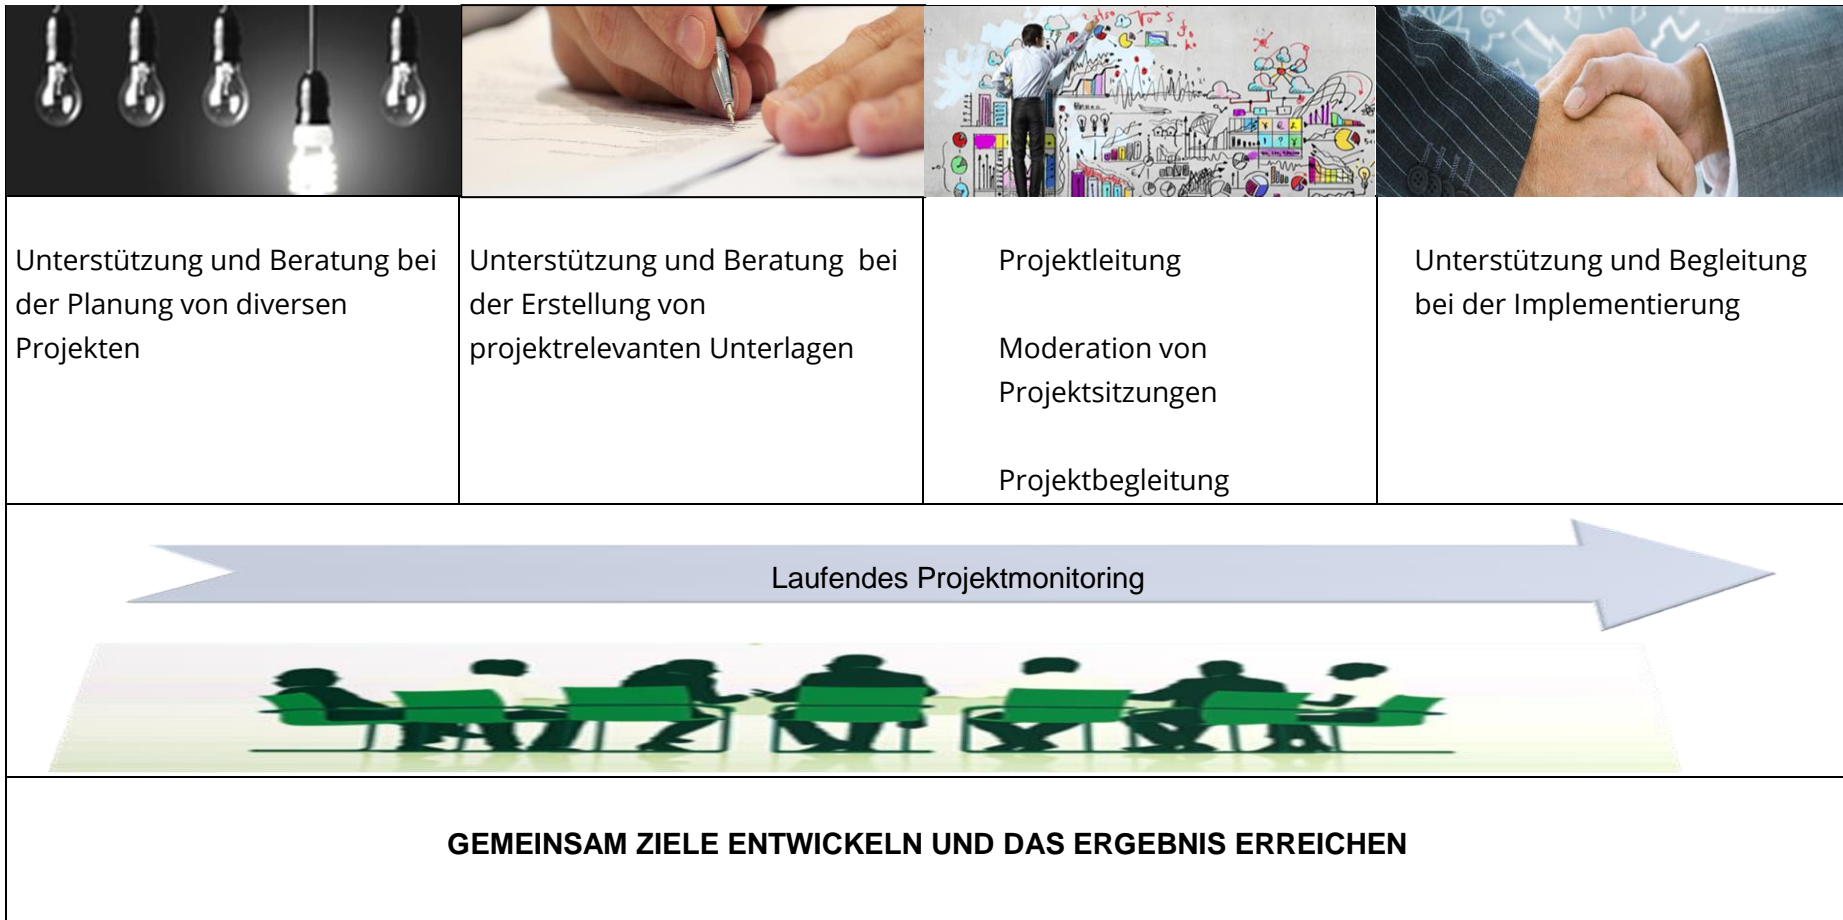 Unterstützung und Beratung bei
der Planung von diversen
Projekten
Unterstützung und Beratung  bei
der Erstellung von
projektrelevanten Unterlagen
Projektleitung
Moderation von
Projektsitzungen
Projektbegleitung
Unterstützung und Begleitung
bei der Implementierung
Laufendes Projektmonitoring
GEMEINSAM ZIELE ENTWICKELN UND DAS ERGEBNIS ERREICHEN